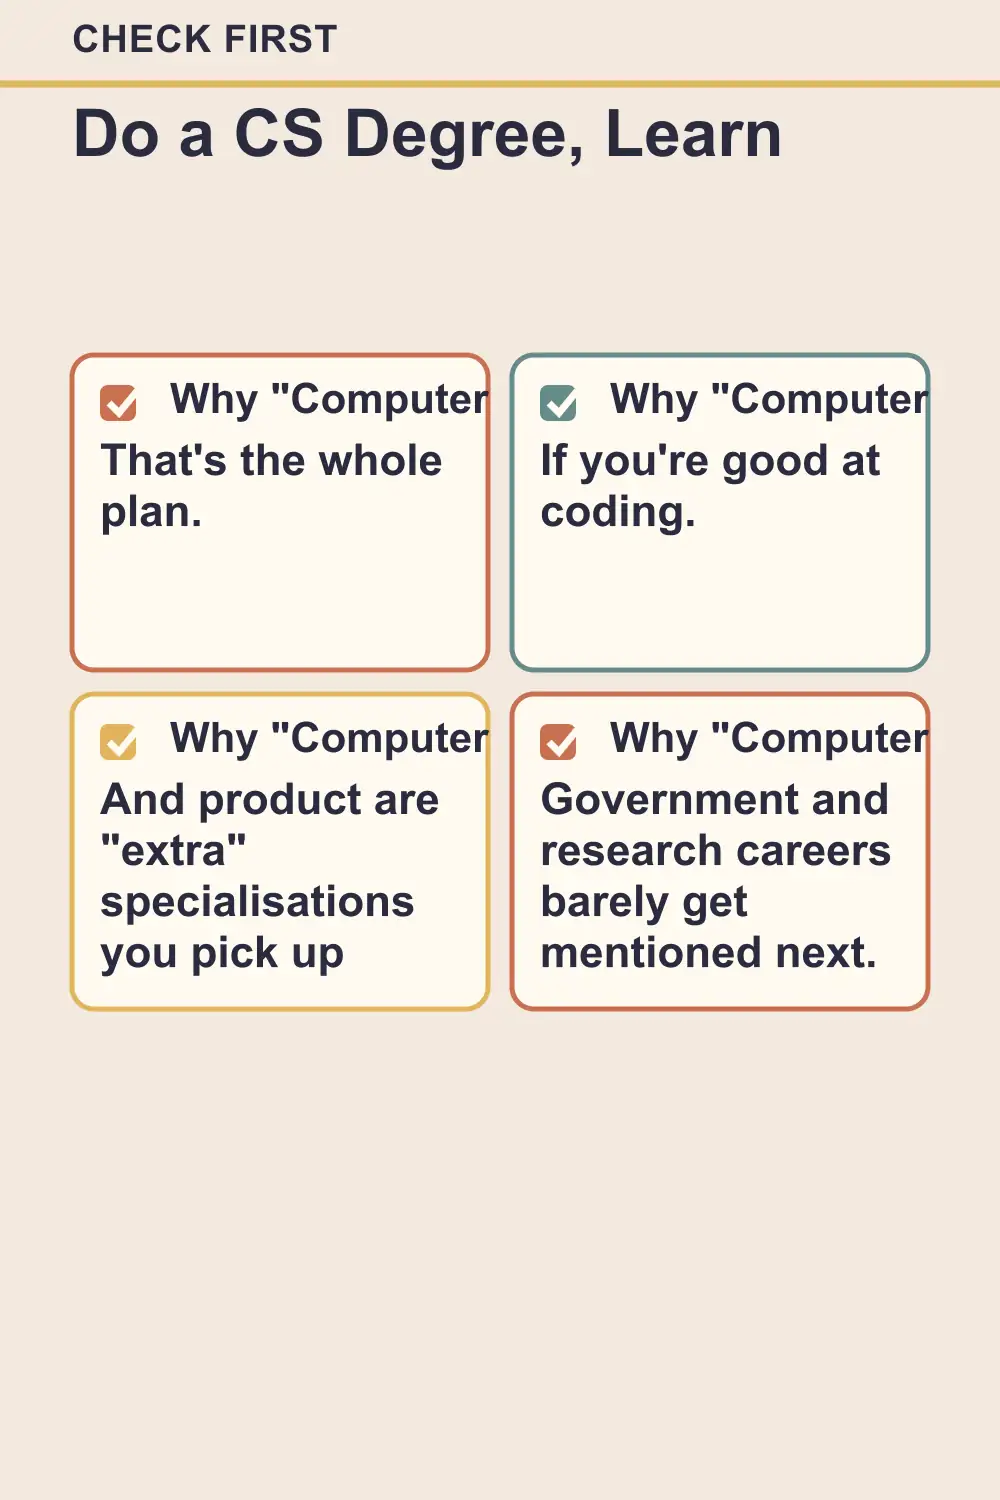 CHECK FIRST
Do a CS Degree, Learn
Why "Computer
That's the whole
plan.
Why "Computer
If you're good at
coding.
Why "Computer
And product are
"extra"
specialisations
you pick up
Why "Computer
Government and
research careers
barely get
mentioned next.